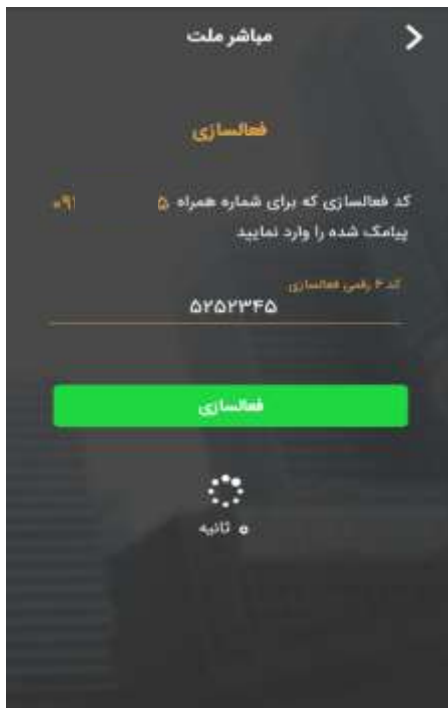 مباشر ملت
فعالسازی
کد فعالسازی که برای شماره همراه ۵ ۰۹۱
پیامک شده را وارد نمایید
کد ۶ رقمی فعالسازی
۵۲۵۲۳۴۵
فعالسازی
۰ ثانیه